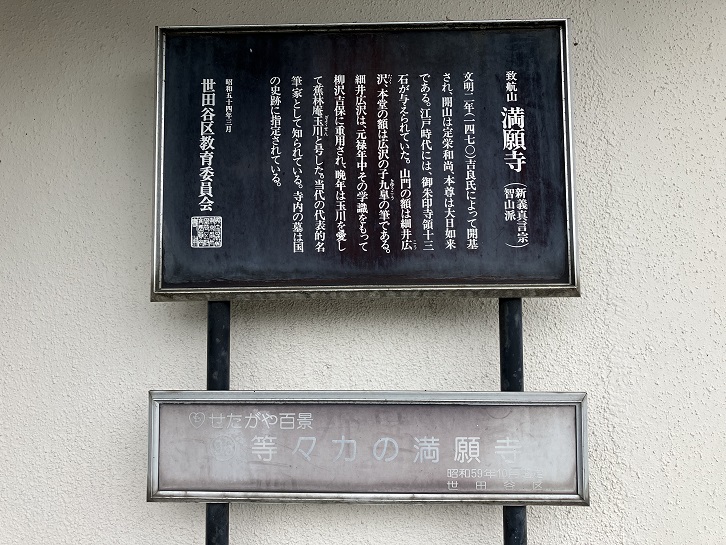 致航山 満願寺 (新義真言宗智山派)
文明二年(一四七〇)吉良氏によって開基
され、開山は定栄和尚、本尊は大日如来
である。江戸時代には、御朱印寺領十三
石が与えられていた。山門の額は細井広
沢、本堂の額は広沢の子九皐の筆である。
細井広沢は、元禄年中その学識をもって
柳沢吉保に重用され、晩年は玉川を愛し
て蕉林庵玉川と号した。当代の代表的名
筆家として知られている。寺内の墓は国
の史跡に指定されている。
昭和五十四年三月
世田谷区教育委員会
せたがや百景
等々力の満願寺
昭和59年10月
世田谷区